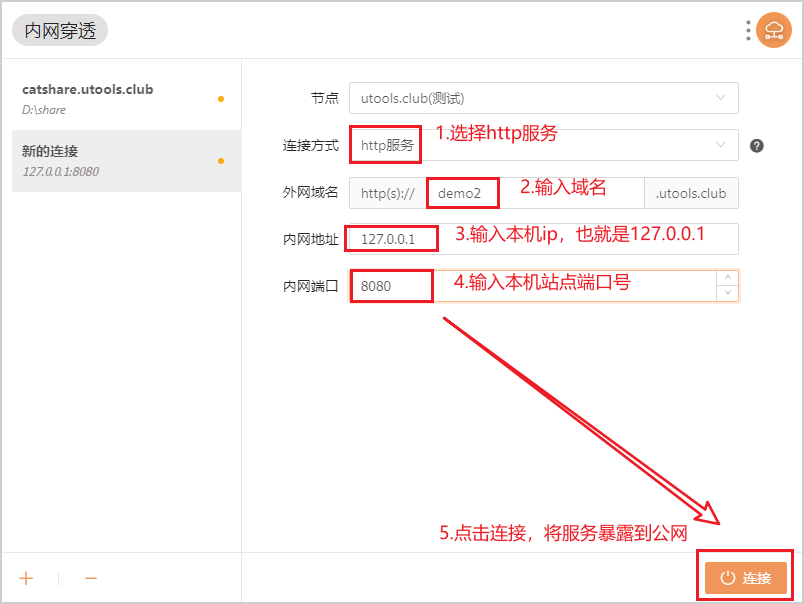 内网穿透
catshare.utools.club
D:\share
新的连接
127.0.0.1:8080
节点 utools.club(测试)
连接方式 http服务 1.选择http服务 ?
外网域名 http(s):// demo2 2.输入域名 .utools.club
内网地址 127.0.0.1 3.输入本机ip，也就是127.0.0.1
内网端口 8080 4.输入本机站点端口号
5.点击连接，将服务暴露到公网
连接